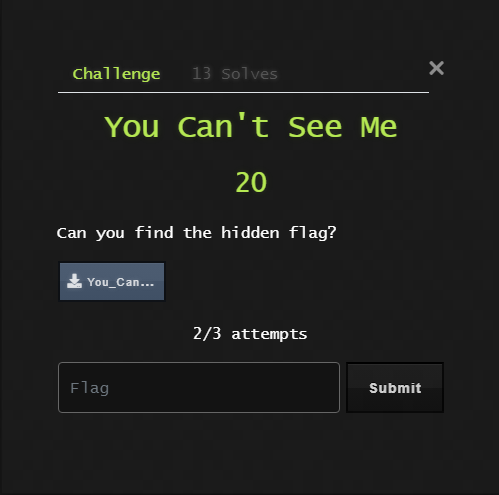 Challenge 13 Solves
You Can't See Me
20
Can you find the hidden flag?
You_Can...
2/3 attempts
Flag Submit